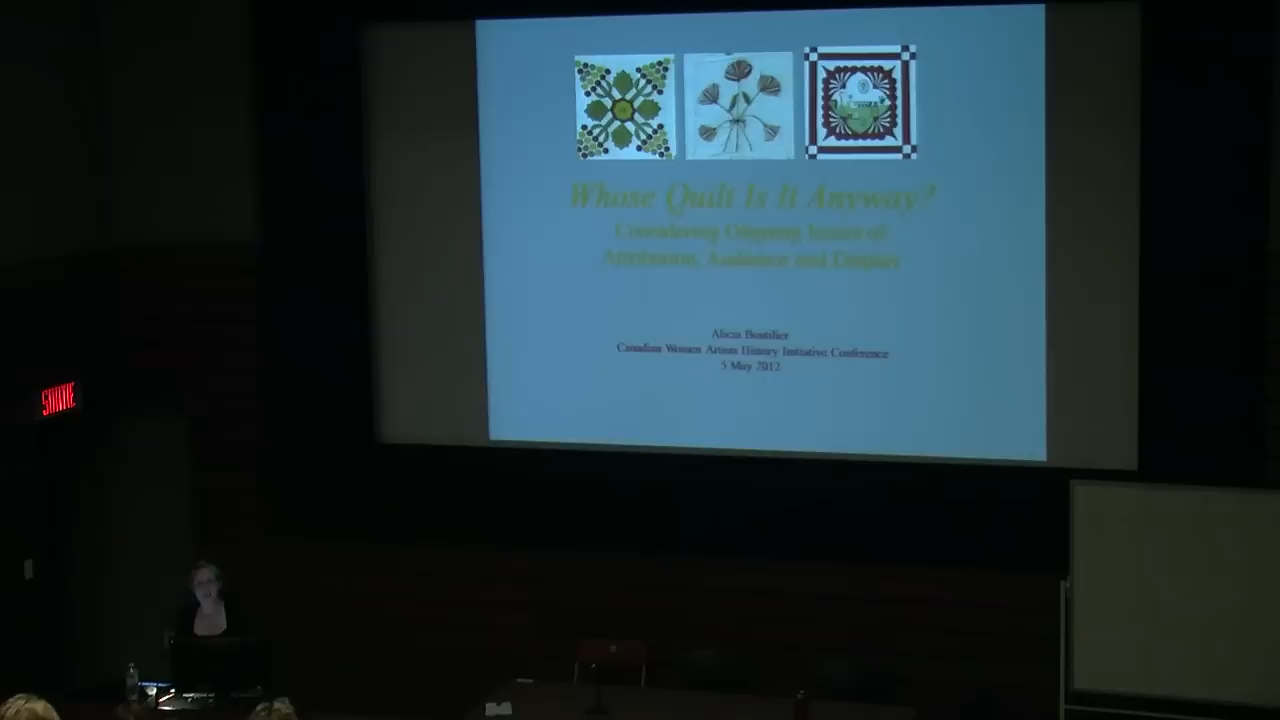 Whose Quilt Is It Anyway?
Considering Ongoing Issues of
Attribution, Audience and Display
Alicia Boutilier
Canadian Women Artists History Initiative Conference
5 May 2012
SORTIE